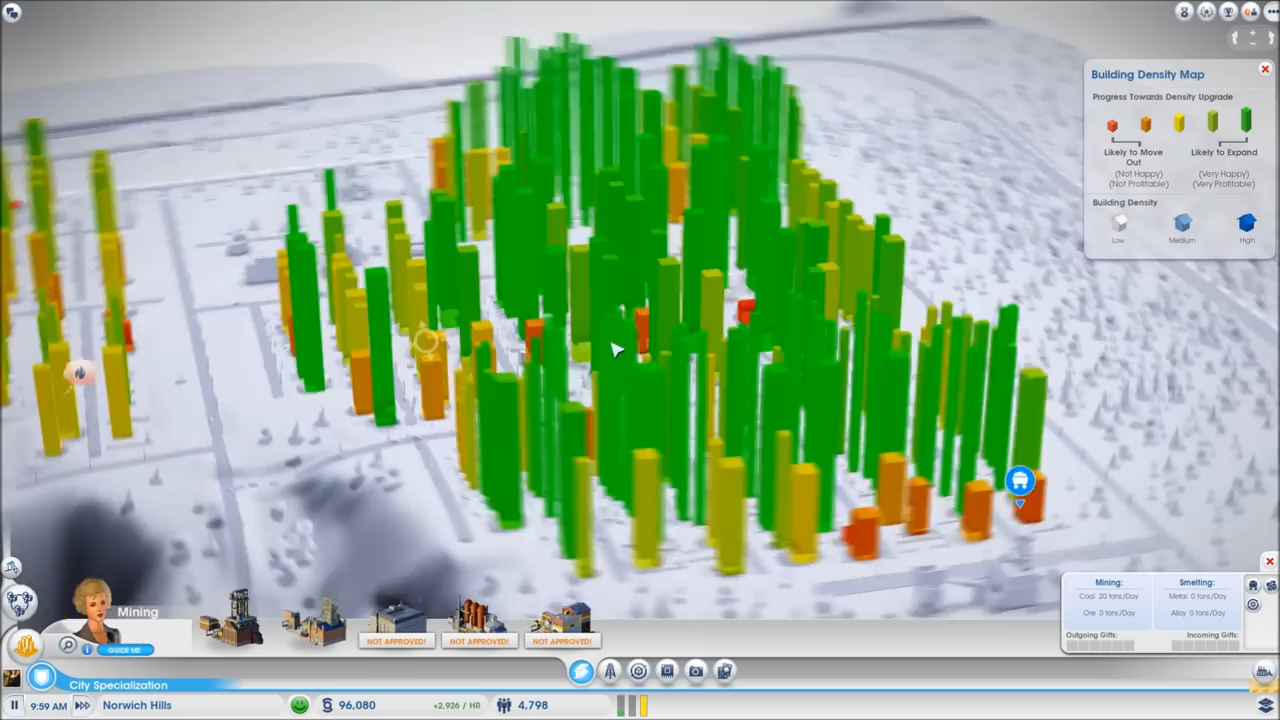 Building Density Map
Progress Towards Density Upgrade
Likely to Move Out
Likely to Expand
(Not Happy)
(Not Profitable)
(Very Happy)
(Very Profitable)
Building Density
Low
Medium
High
Mining:
Coal 20 tons/Day
Ore 0 tons/Day
Smelting:
Metal 0 tons/Day
Alloy 0 tons/Day
Outgoing Gifts:
Incoming Gifts:
Mining
GUIDE ME
NOT APPROVED!
NOT APPROVED!
NOT APPROVED!
City Specialization
9:59 AM
Norwich Hills
96,080
+2,926 / HR
4,798